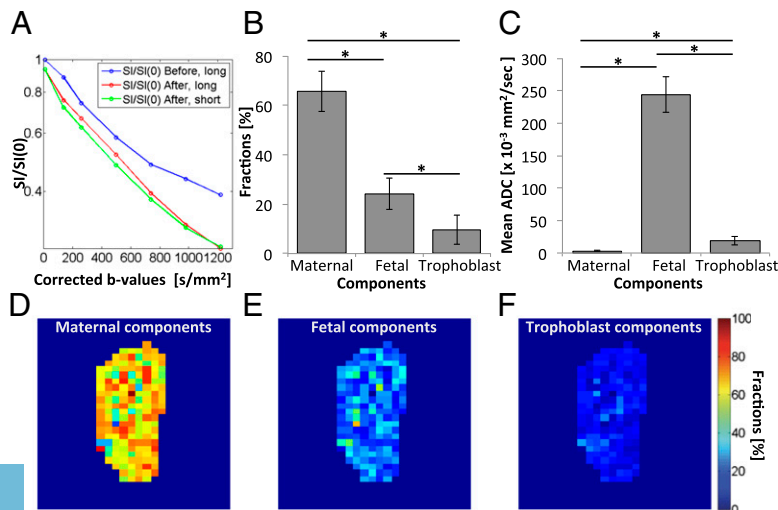 A
SI/SI(0)
1
0.8
0.6
0.4
SI/SI(0) Before, long
SI/SI(0) After, long
SI/SI(0) After, short
0 200 400 600 800 1000 1200
Corrected b-values [s/mm²]
B
Fractions [%]
80
60
40
20
0
* * *
Maternal Fetal Trophoblast
Components
C
Mean ADC [x 10⁻³ mm²/sec]
300
250
200
150
100
50
0
* * *
Maternal Fetal Trophoblast
Components
D
Maternal components
E
Fetal components
F
Trophoblast components
100
80
60
40
20
0
Fractions [%]